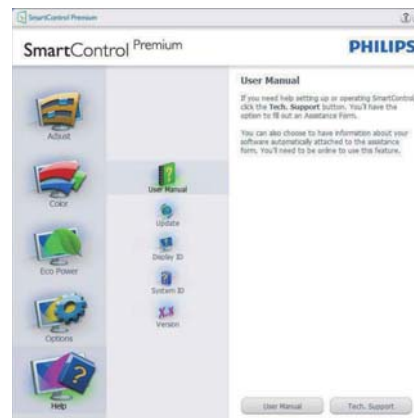 SmartControl Premium
SmartControl Premium
PHILIPS
User Manual
If you need help setting up or operating SmartControl
click the Tech. Support button. You'll have the
option to fill out an Assistance Form.
You can also choose to have information about your
software automatically attached to the assistance
form. You'll need to be online to use this feature.
Adjust
Color
Eco Power
Options
Help
User Manual
Update
Display ID
System ID
Version
User Manual
Tech. Support